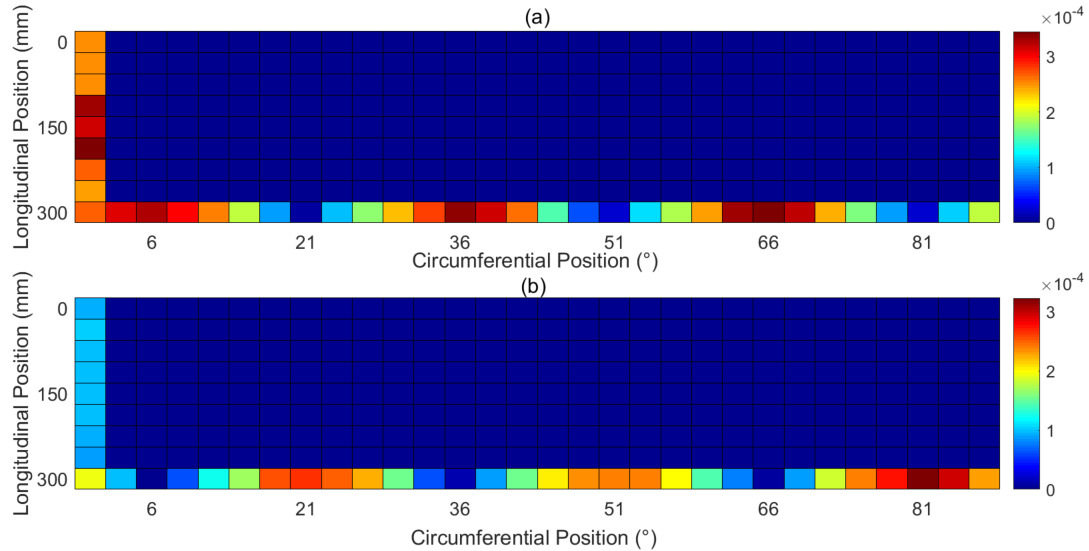 (a)
×10⁻⁴
Longitudinal Position (mm)
0
150
300
3
2
1
0
6 21 36 51 66 81
Circumferential Position (°)
(b)
×10⁻⁴
Longitudinal Position (mm)
0
150
300
3
2
1
0
6 21 36 51 66 81
Circumferential Position (°)